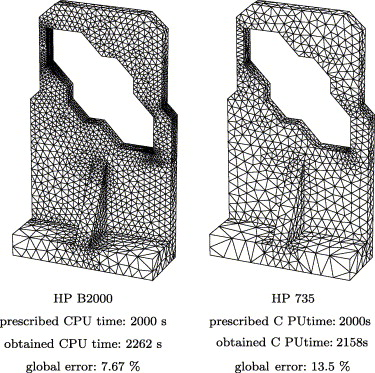 HP B2000
prescribed CPU time: 2000 s
obtained CPU time: 2262 s
global error: 7.67 %
HP 735
prescribed C PUtime: 2000s
obtained C PUtime: 2158s
global error: 13.5 %